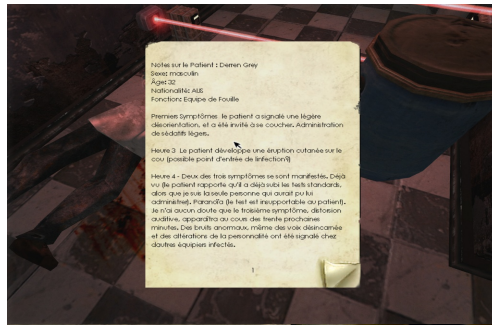 Notes sur le Patient : Derren Grey
Sexe: masculin
Âge: 32
Nationalité: AUS
Fonction: Equipe de Fouille
Premiers Symptômes  le patient a signalé une légère
désorientation, et a été invité à se coucher. Administration
de sédatifs légers.
Heure 3  Le patient développe une éruption cutanée sur le
cou (possible point d'entrée de linfection?)
Heure 4 - Deux des trois symptômes se sont manifestés. Déjà
vu (le patient rapporte qu'il a déjà subi les tests standards,
alors que je suis la seule personne qui aurait pu lui
administrer). Paranoïa (le test est insupportable au patient).
Je n'ai aucun doute que le troisième symptôme, distorsion
auditive, apparaîtra au cours des trente prochaines
minutes. Des bruits anormaux, même des voix désincarnée
et des altérations de la personnalité ont été signalé chez
dautres équipiers infectés.
1